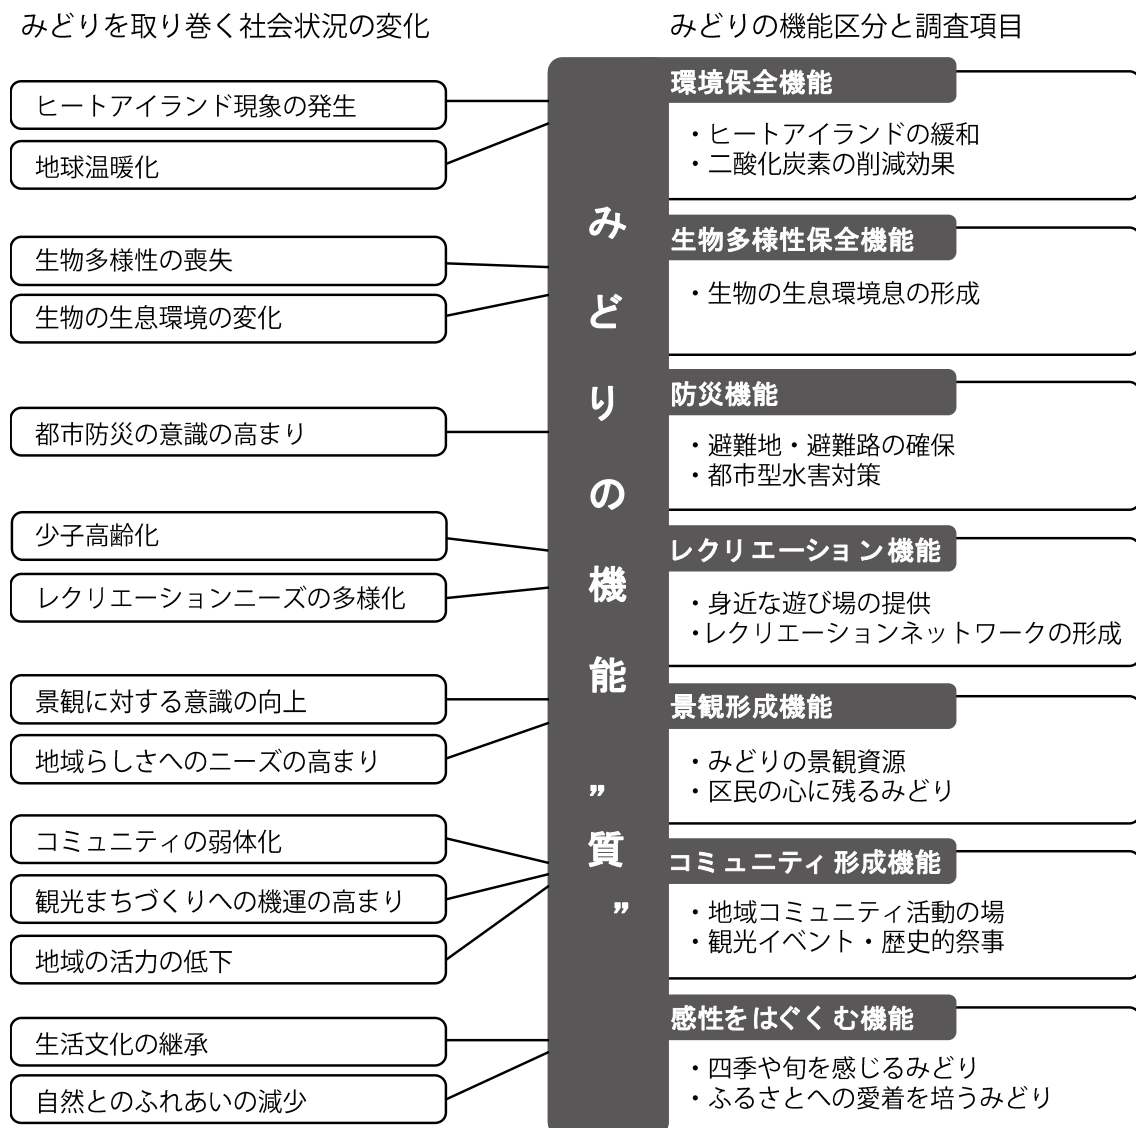 みどりを取り巻く社会状況の変化
ヒートアイランド現象の発生
地球温暖化
生物多様性の喪失
生物の生息環境の変化
都市防災の意識の高まり
少子高齢化
レクリエーションニーズの多様化
景観に対する意識の向上
地域らしさへのニーズの高まり
コミュニティの弱体化
観光まちづくりへの機運の高まり
地域の活力の低下
生活文化の継承
自然とのふれあいの減少
みどりの機能〝質〟
みどりの機能区分と調査項目
環境保全機能
・ヒートアイランドの緩和
・二酸化炭素の削減効果
生物多様性保全機能
・生物の生息環境息の形成
防災機能
・避難地・避難路の確保
・都市型水害対策
レクリエーション機能
・身近な遊び場の提供
・レクリエーションネットワークの形成
景観形成機能
・みどりの景観資源
・区民の心に残るみどり
コミュニティ形成機能
・地域コミュニティ活動の場
・観光イベント・歴史的祭事
感性をはぐくむ機能
・四季や旬を感じるみどり
・ふるさとへの愛着を培うみどり